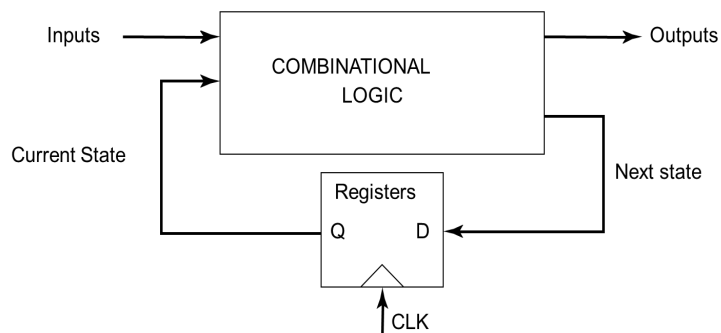 Inputs
Outputs
COMBINATIONAL
LOGIC
Current State
Next state
Registers
Q
D
CLK